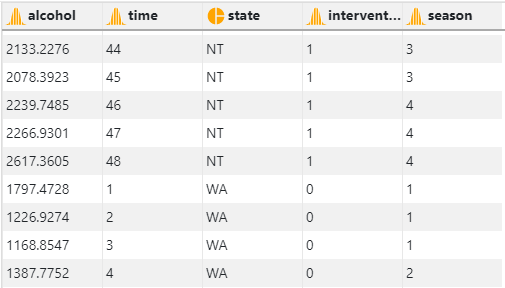 alcohol time state intervent... season
2133.2276 44 NT 1 3
2078.3923 45 NT 1 3
2239.7485 46 NT 1 4
2266.9301 47 NT 1 4
2617.3605 48 NT 1 4
1797.4728 1 WA 0 1
1226.9274 2 WA 0 1
1168.8547 3 WA 0 1
1387.7752 4 WA 0 2